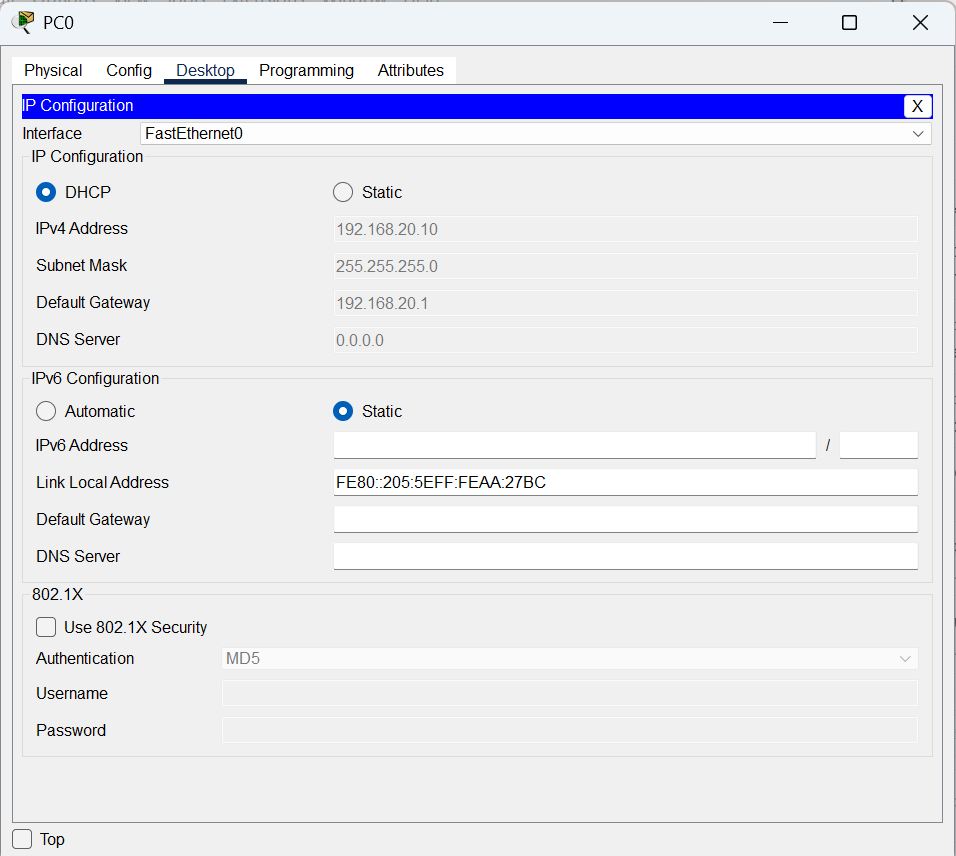 PC0
Physical Config Desktop Programming Attributes
IP Configuration X
Interface FastEthernet0
IP Configuration
DHCP Static
IPv4 Address 192.168.20.10
Subnet Mask 255.255.255.0
Default Gateway 192.168.20.1
DNS Server 0.0.0.0
IPv6 Configuration
Automatic Static
IPv6 Address /
Link Local Address FE80::205:5EFF:FEAA:27BC
Default Gateway
DNS Server
802.1X
Use 802.1X Security
Authentication MD5
Username
Password
Top